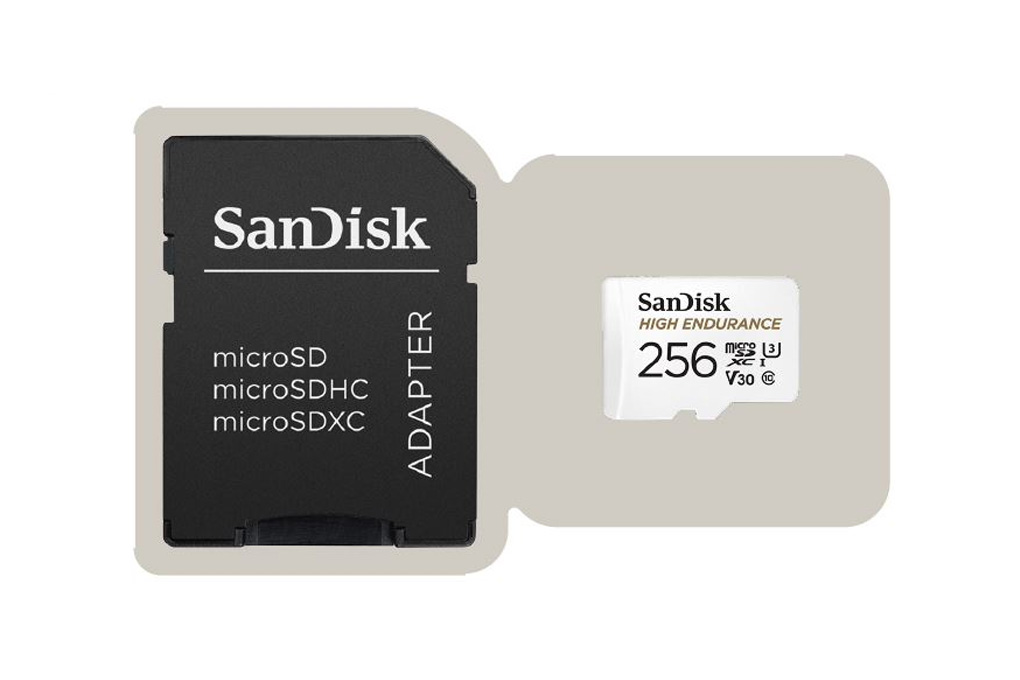 SanDisk
microSD
microSDHC
microSDXC
ADAPTER
SanDisk
HIGH ENDURANCE
256 micro SD XC I U3
V30 10